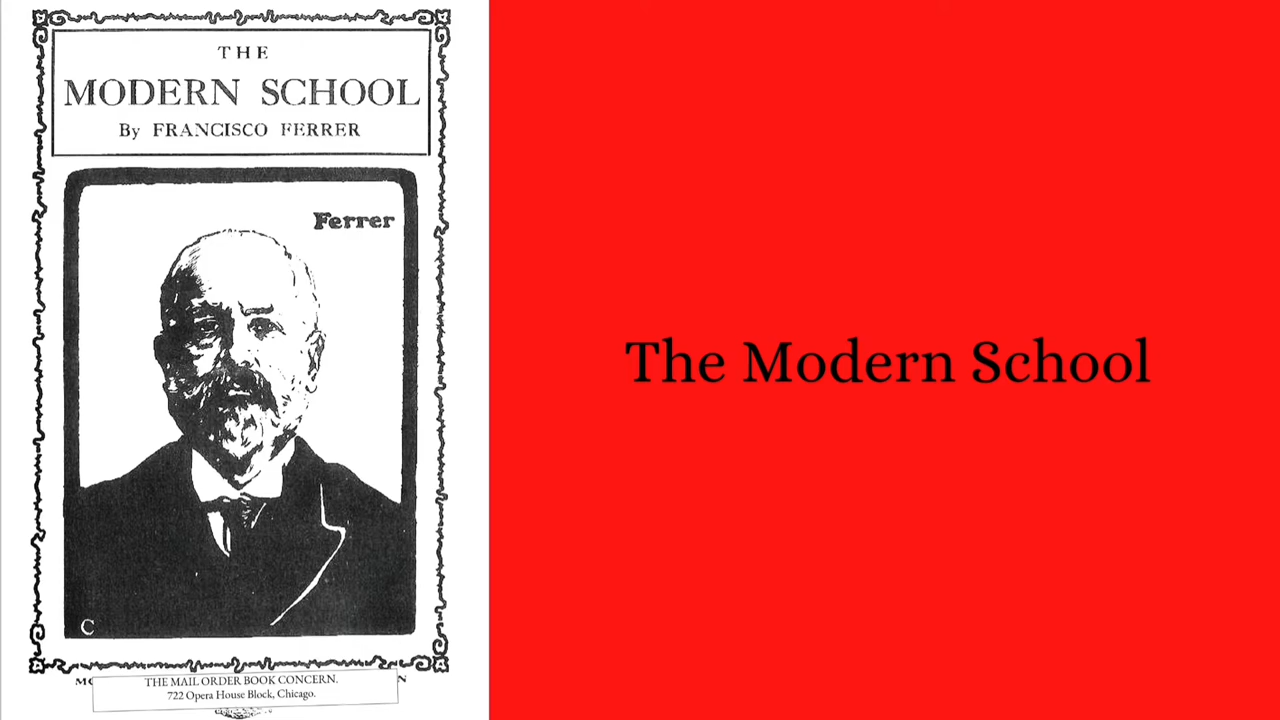 THE
MODERN SCHOOL
By FRANCISCO FERRER
Ferrer
C
THE MAIL ORDER BOOK CONCERN.
722 Opera House Block, Chicago.
The Modern School